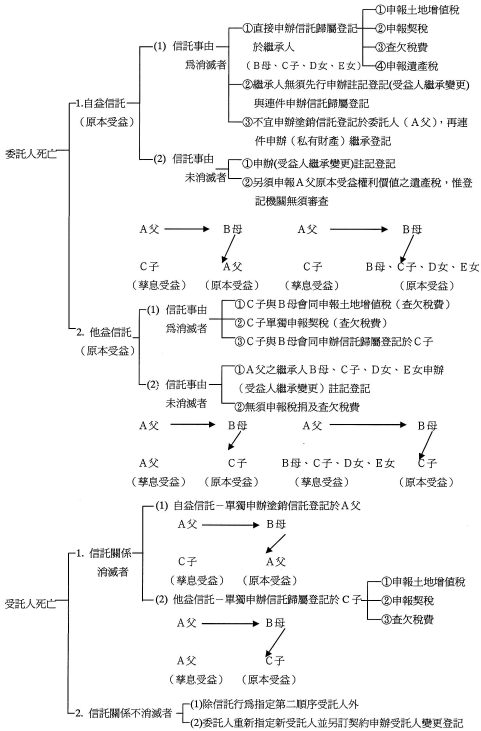 委託人死亡
1.自益信託
(原本受益)
(1) 信託事由
為消滅者
①直接申辦信託歸屬登記
於繼承人
(B母、C子、D女、E女)
①申報土地增值稅
②申報契稅
③查欠稅費
④申報遺產稅
②繼承人無須先行申辦註記登記(受益人繼承變更)
與連件申辦信託歸屬登記
③不宜申辦塗銷信託登記於委託人(A父)，再連
件申辦(私有財產)繼承登記
(2) 信託事由
未消滅者
①申辦(受益人繼承變更)註記登記
②另須申報A父原本受益權利價值之遺產稅，惟登
記機關無須審查
A父 B母 A父 B母
C子 A父 C子 B母、C子、D女、E女
(孳息受益) (原本受益) (孳息受益) (原本受益)
2. 他益信託
(原本受益)
(1) 信託事由
為消滅者
①C子與B母會同申報土地增值稅(查欠稅費)
②C子單獨申報契稅(查欠稅費)
③C子與B母會同申辦信託歸屬登記於C子
(2) 信託事由
未消滅者
①A父之繼承人B母、C子、D女、E女申辦
(受益人繼承變更)註記登記
②無須申報稅捐及查欠稅費
A父 B母 A父 B母
A父 C子 B母、C子、D女、E女 C子
(孳息受益) (原本受益) (孳息受益) (原本受益)
受託人死亡
1. 信託關係
消滅者
(1) 自益信託－單獨申辦塗銷信託登記於A父
A父 B母
C子 A父
(孳息受益) (原本受益)
(2) 他益信託－單獨申辦信託歸屬登記於C子
①申報土地增值稅
②申報契稅
③查欠稅費
A父 B母
A父 C子
(孳息受益) (原本受益)
2. 信託關係不消滅者
(1)除信託行為指定第二順序受託人外
(2)委託人重新指定新受託人並另訂契約申辦受託人變更登記